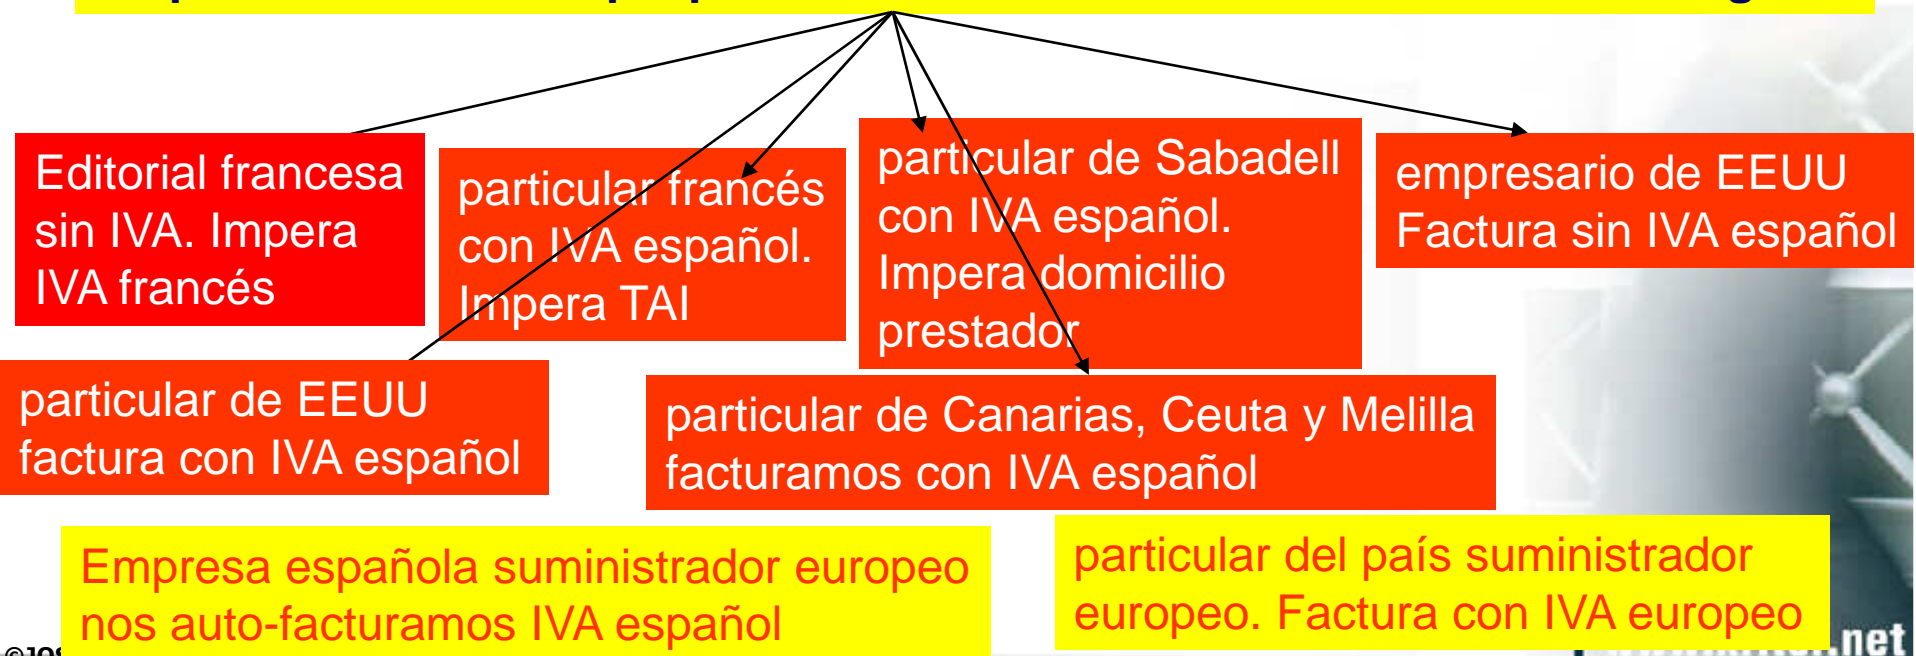 Editorial francesa
sin IVA. Impera
IVA francés
particular francés
con IVA español.
Impera TAI
particular de Sabadell
con IVA español.
Impera domicilio
prestador
empresario de EEUU
Factura sin IVA español
particular de EEUU
factura con IVA español
particular de Canarias, Ceuta y Melilla
facturamos con IVA español
Empresa española suministrador europeo
nos auto-facturamos IVA español
particular del país suministrador
europeo. Factura con IVA europeo
.net